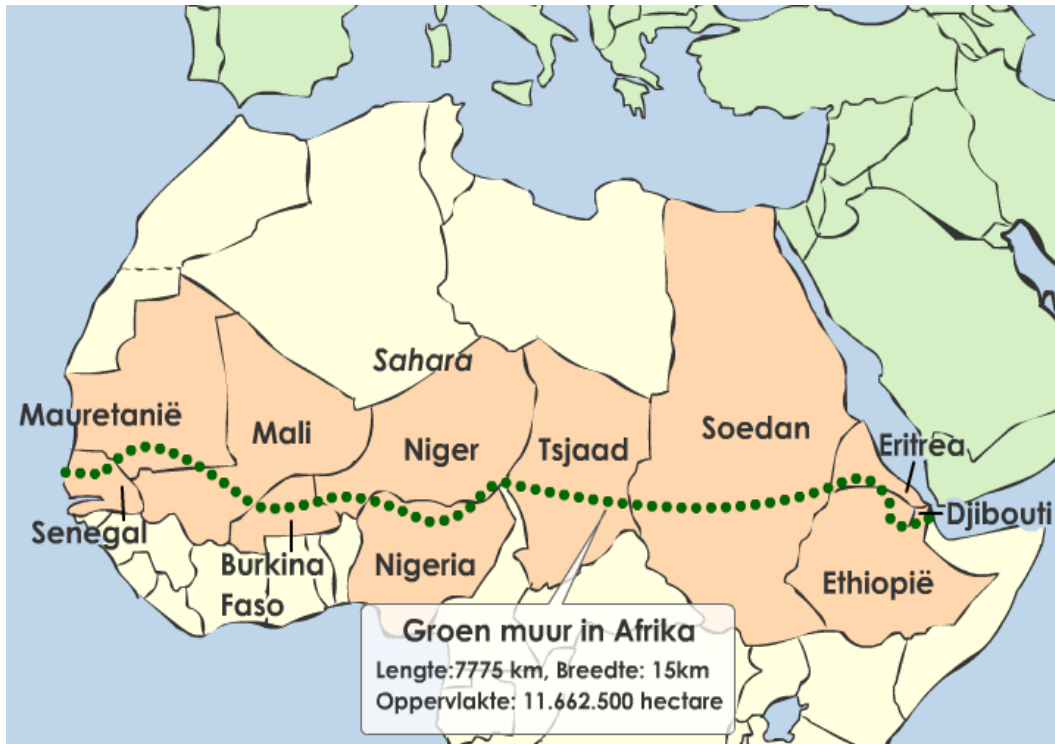 Sahara
Mauretanië
Mali
Niger
Tsjaad
Soedan
Eritrea
Djibouti
Senegal
Burkina
Faso
Nigeria
Ethiopië
Groen muur in Afrika
Lengte:7775 km, Breedte: 15km
Oppervlakte: 11.662.500 hectare